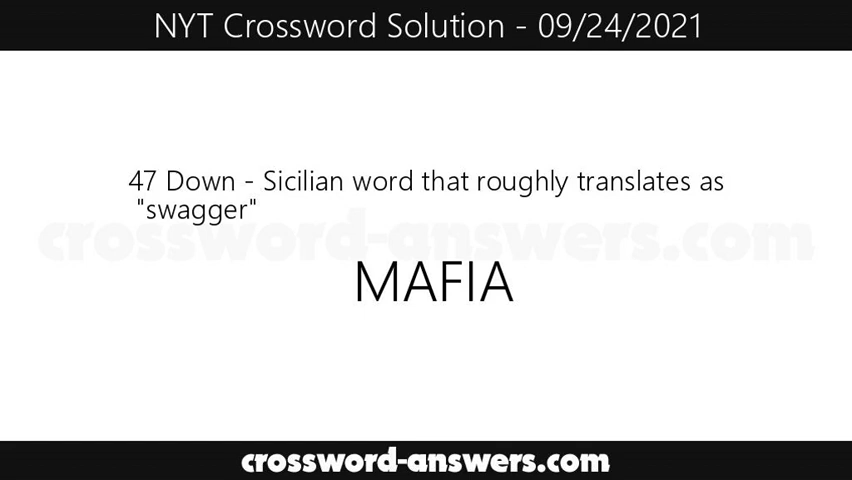 NYT Crossword Solution - 09/24/2021
47 Down - Sicilian word that roughly translates as
"swagger"
crossword-answers.com
MAFIA
crossword-answers.com